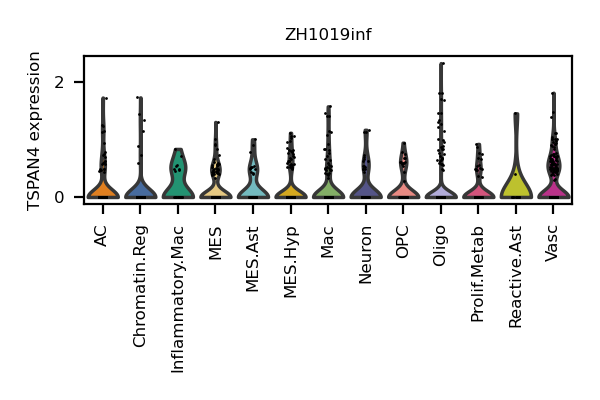 ZH1019inf
TSPAN4 expression
2
0
AC
Chromatin.Reg
Inflammatory.Mac
MES
MES.Ast
MES.Hyp
Mac
Neuron
OPC
Oligo
Prolif.Metab
Reactive.Ast
Vasc